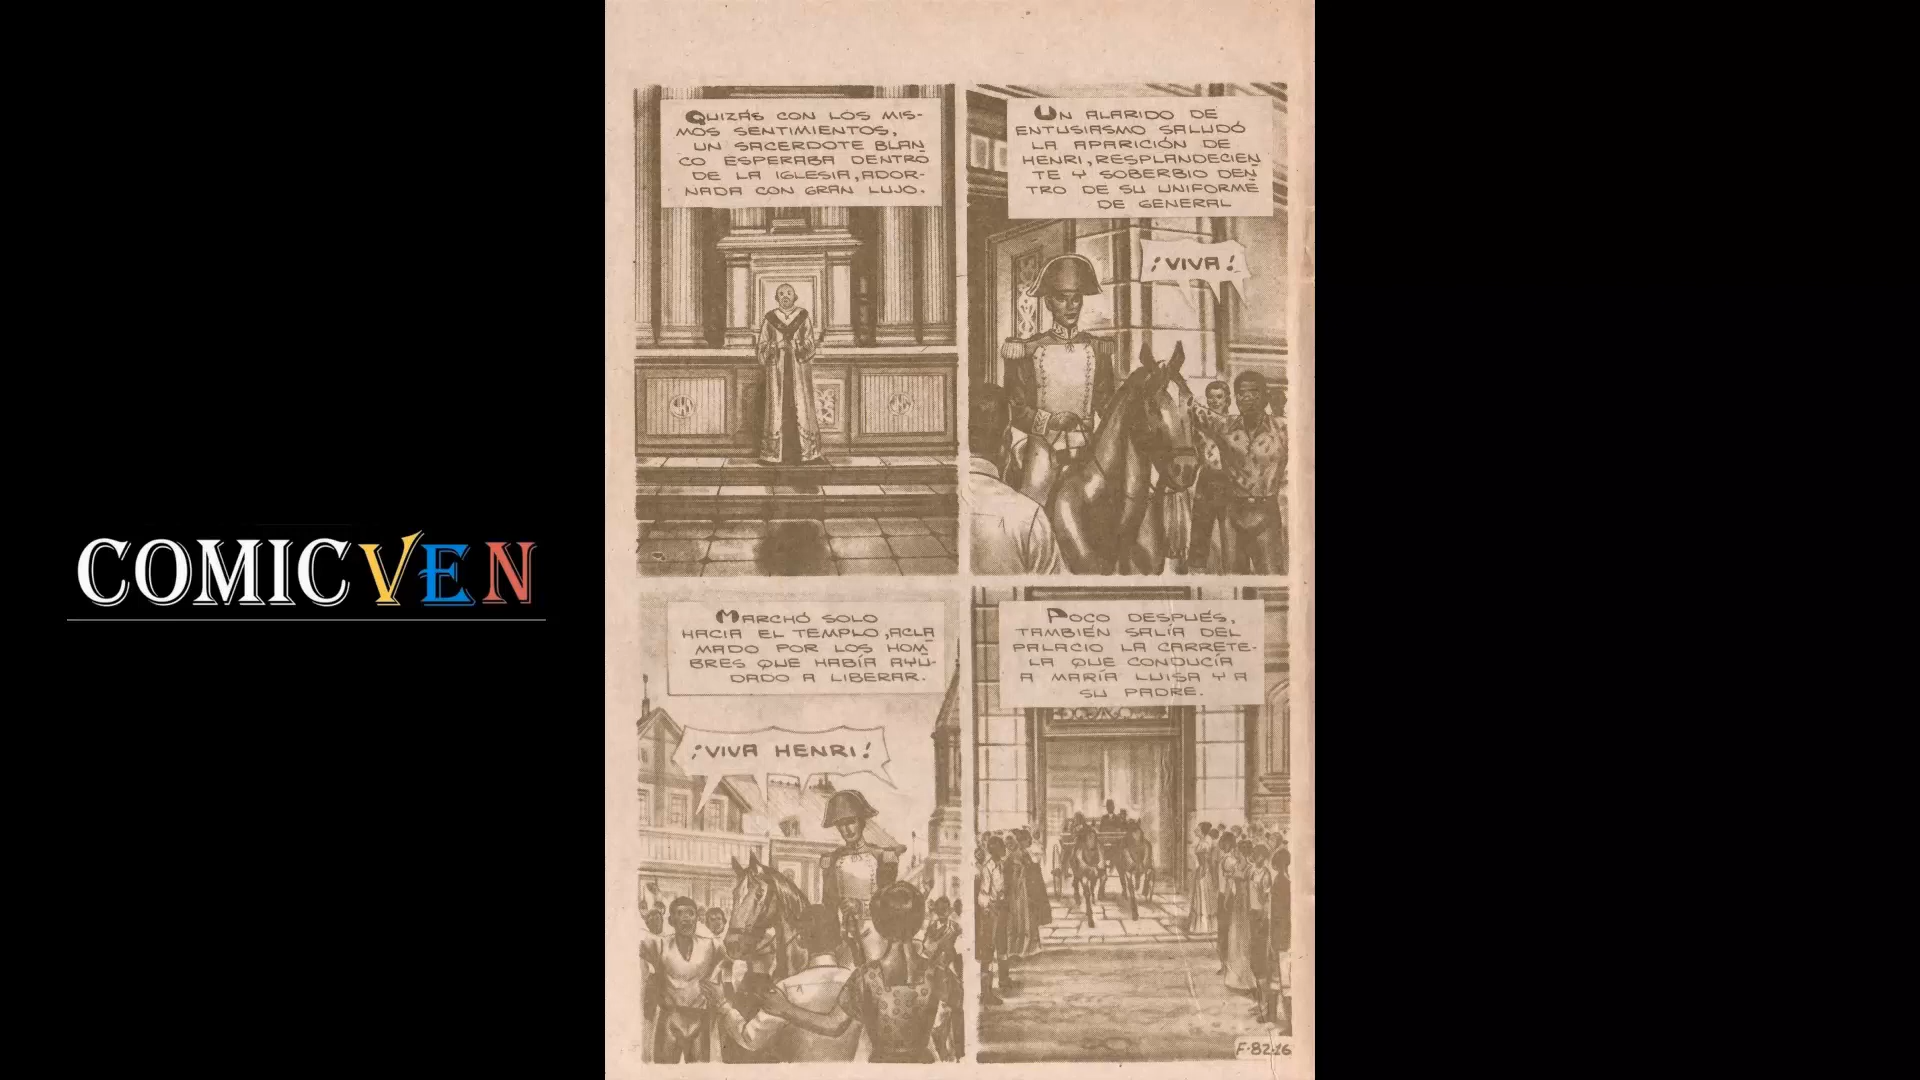 COMICVEN
QUIZÁS CON LOS MIS-
MOS SENTIMIENTOS,
UN SACERDOTE BLAN
CO ESPERABA DENTRO
DE LA IGLESIA, ADOR-
NADA CON GRAN LUJO.
UN ALARIDO DE
ENTUSIASMO SALUDÓ
LA APARICIÓN DE
HENRI, RESPLANDECIEN
TE Y SOBERBIO DEN
TRO DE SU UNIFORME
DE GENERAL
¡VIVA!
MARCHÓ SOLO
HACIA EL TEMPLO, ACLA
MADO POR LOS HOM
BRES QUE HABÍA AYU-
DADO A LIBERAR.
¡VIVA HENRI!
POCO DESPUÉS,
TAMBIÉN SALÍA DEL
PALACIO LA CARRETE-
LA QUE CONDUCÍA
A MARÍA LUISA Y A
SU PADRE.
F-82-16